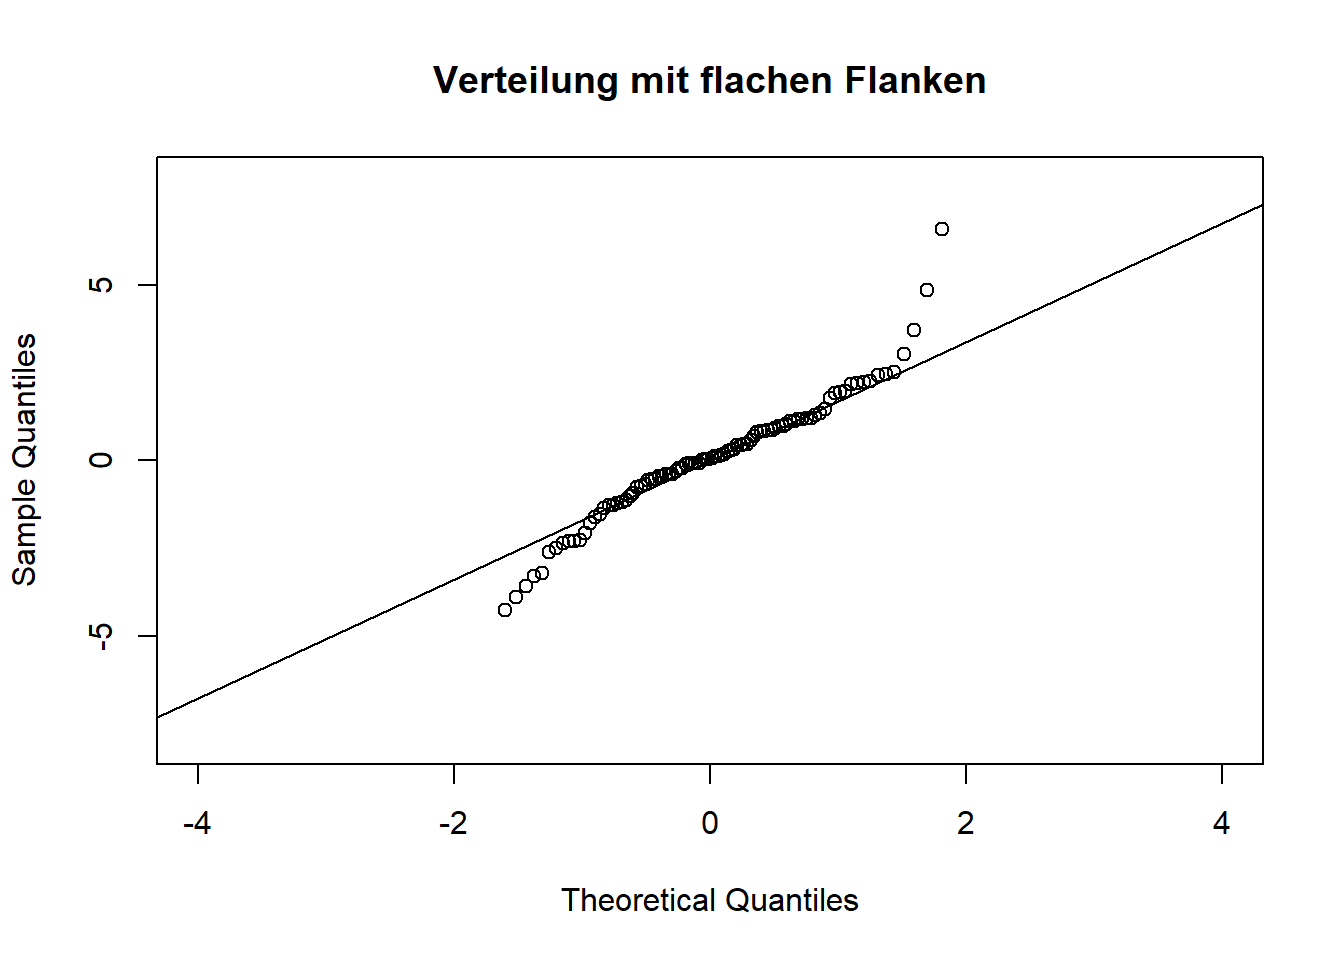 Verteilung mit flachen Flanken
Sample Quantiles
5
0
-5
-4 -2 0 2 4
Theoretical Quantiles